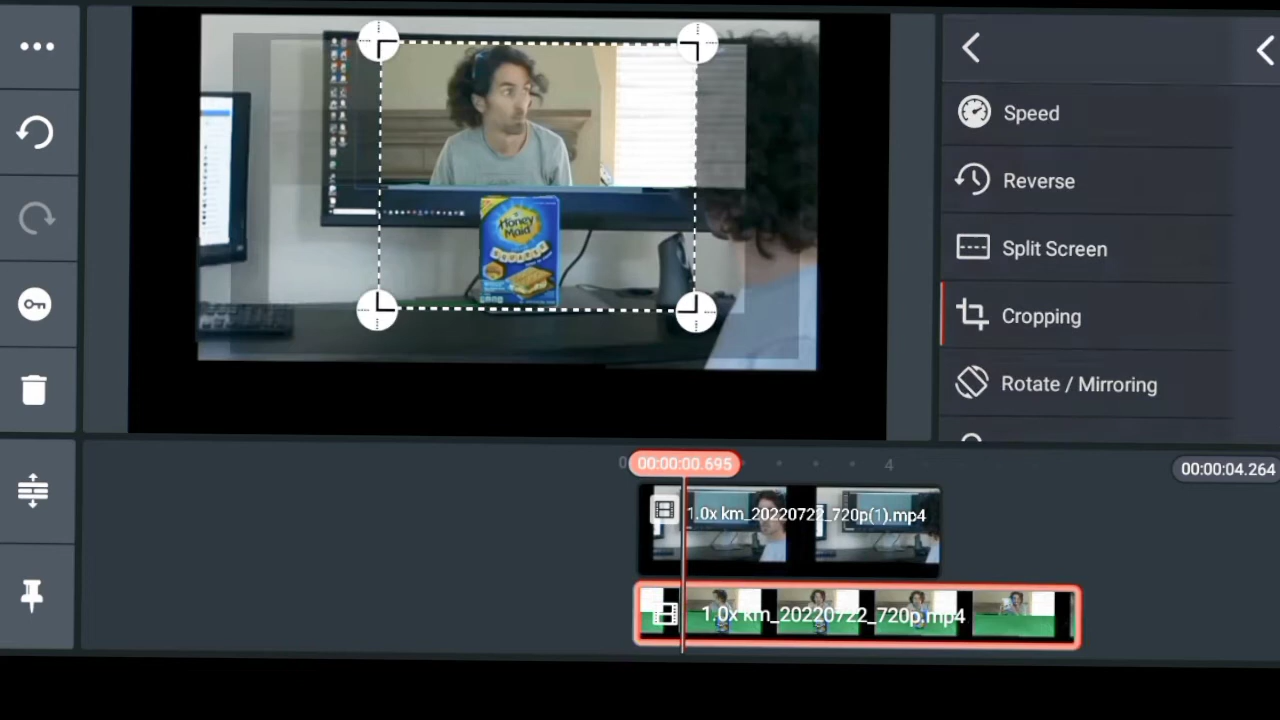 Honey
Maid
Speed
Reverse
Split Screen
Cropping
Rotate / Mirroring
0
00:00:00.695
4
00:00:04.264
1.0x km_20220722_720p(1).mp4
1.0x km_20220722_720p.mp4